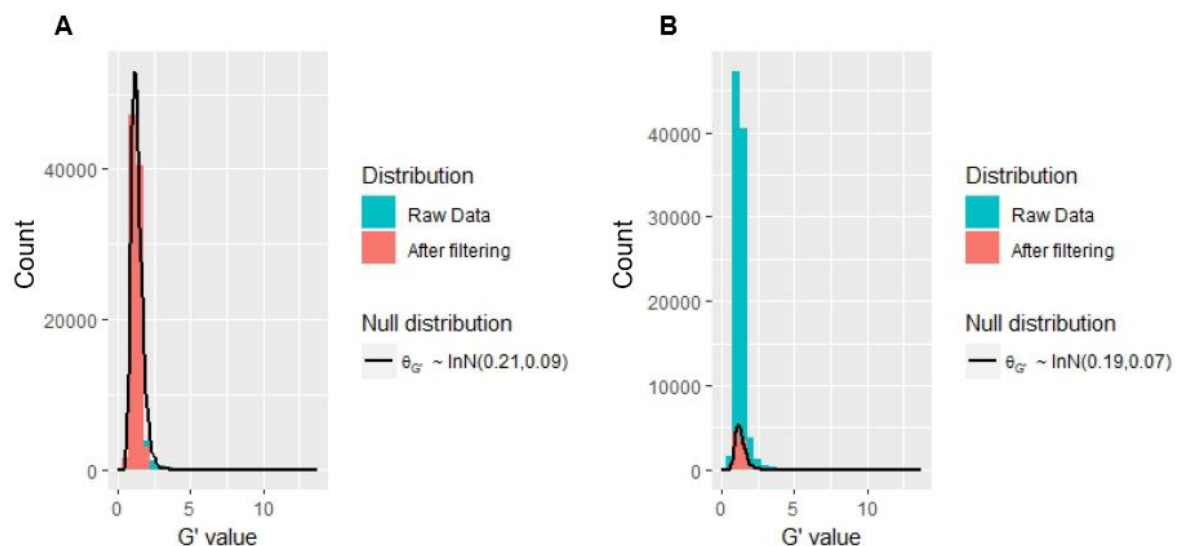 A
Count
40000
20000
0
0 5 10
G' value
Distribution
Raw Data
After filtering
Null distribution
θG' ~ lnN(0.21,0.09)
B
Count
40000
30000
20000
10000
0
0 5 10
G' value
Distribution
Raw Data
After filtering
Null distribution
θG' ~ lnN(0.19,0.07)